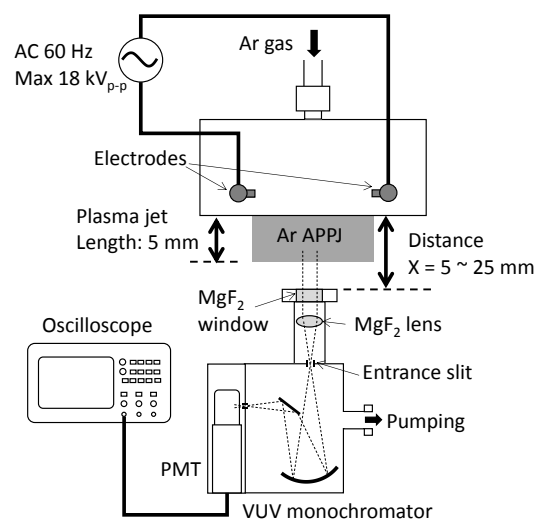 Ar gas
AC 60 Hz
Max 18 kVp-p
Electrodes
Plasma jet
Length: 5 mm
Ar APPJ
Distance
X = 5 ~ 25 mm
MgF2
window
MgF2 lens
Oscilloscope
Entrance slit
Pumping
PMT
VUV monochromator